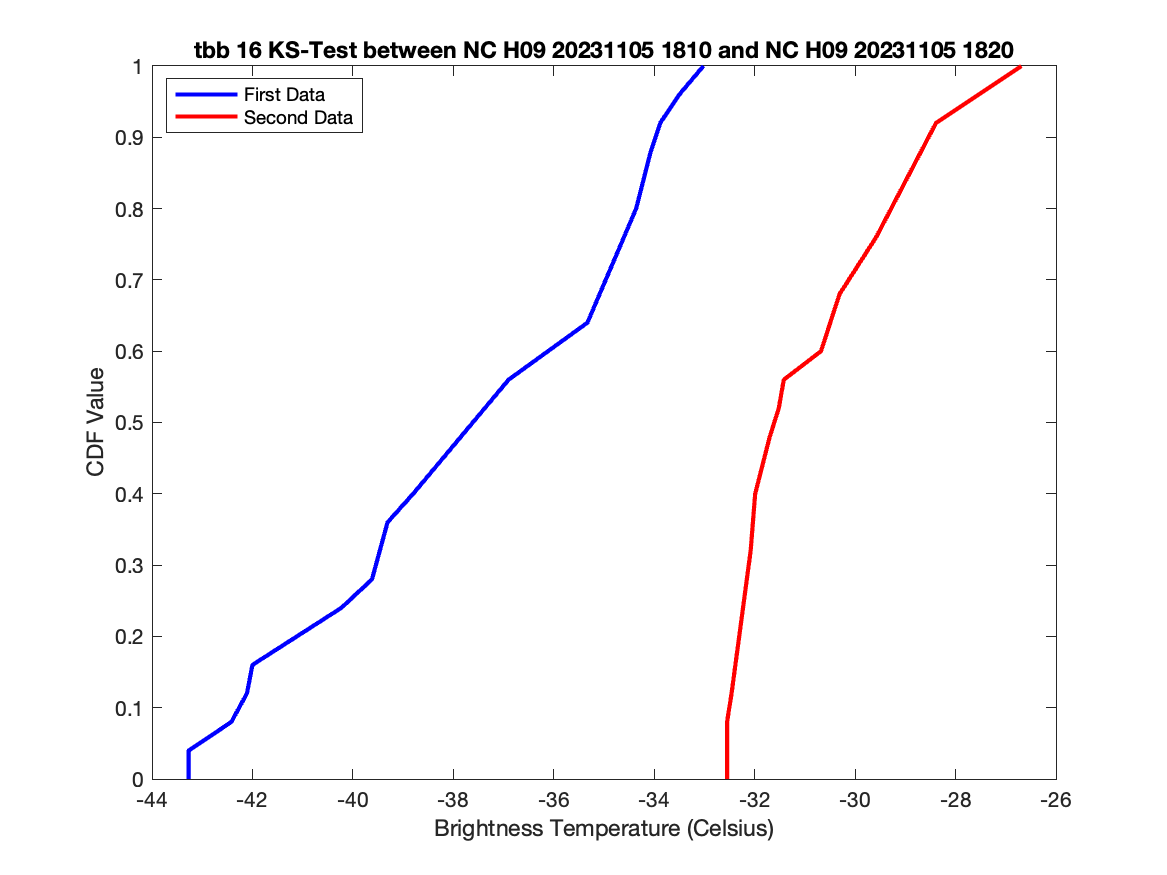 tbb 16 KS-Test between NC H09 20231105 1810 and NC H09 20231105 1820
First Data
Second Data
1
0.9
0.8
0.7
0.6
0.5
0.4
0.3
0.2
0.1
0
CDF Value
-44 -42 -40 -38 -36 -34 -32 -30 -28 -26
Brightness Temperature (Celsius)